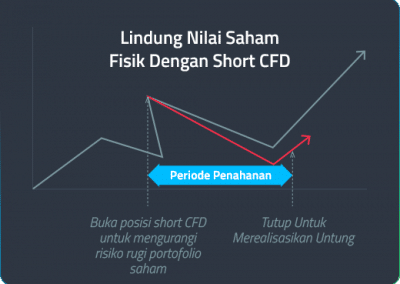 Lindung Nilai Saham
Fisik Dengan Short CFD
Periode Penahanan
Buka posisi short CFD
untuk mengurangi
risiko rugi portofolio
saham
Tutup Untuk
Merealisasikan Untung